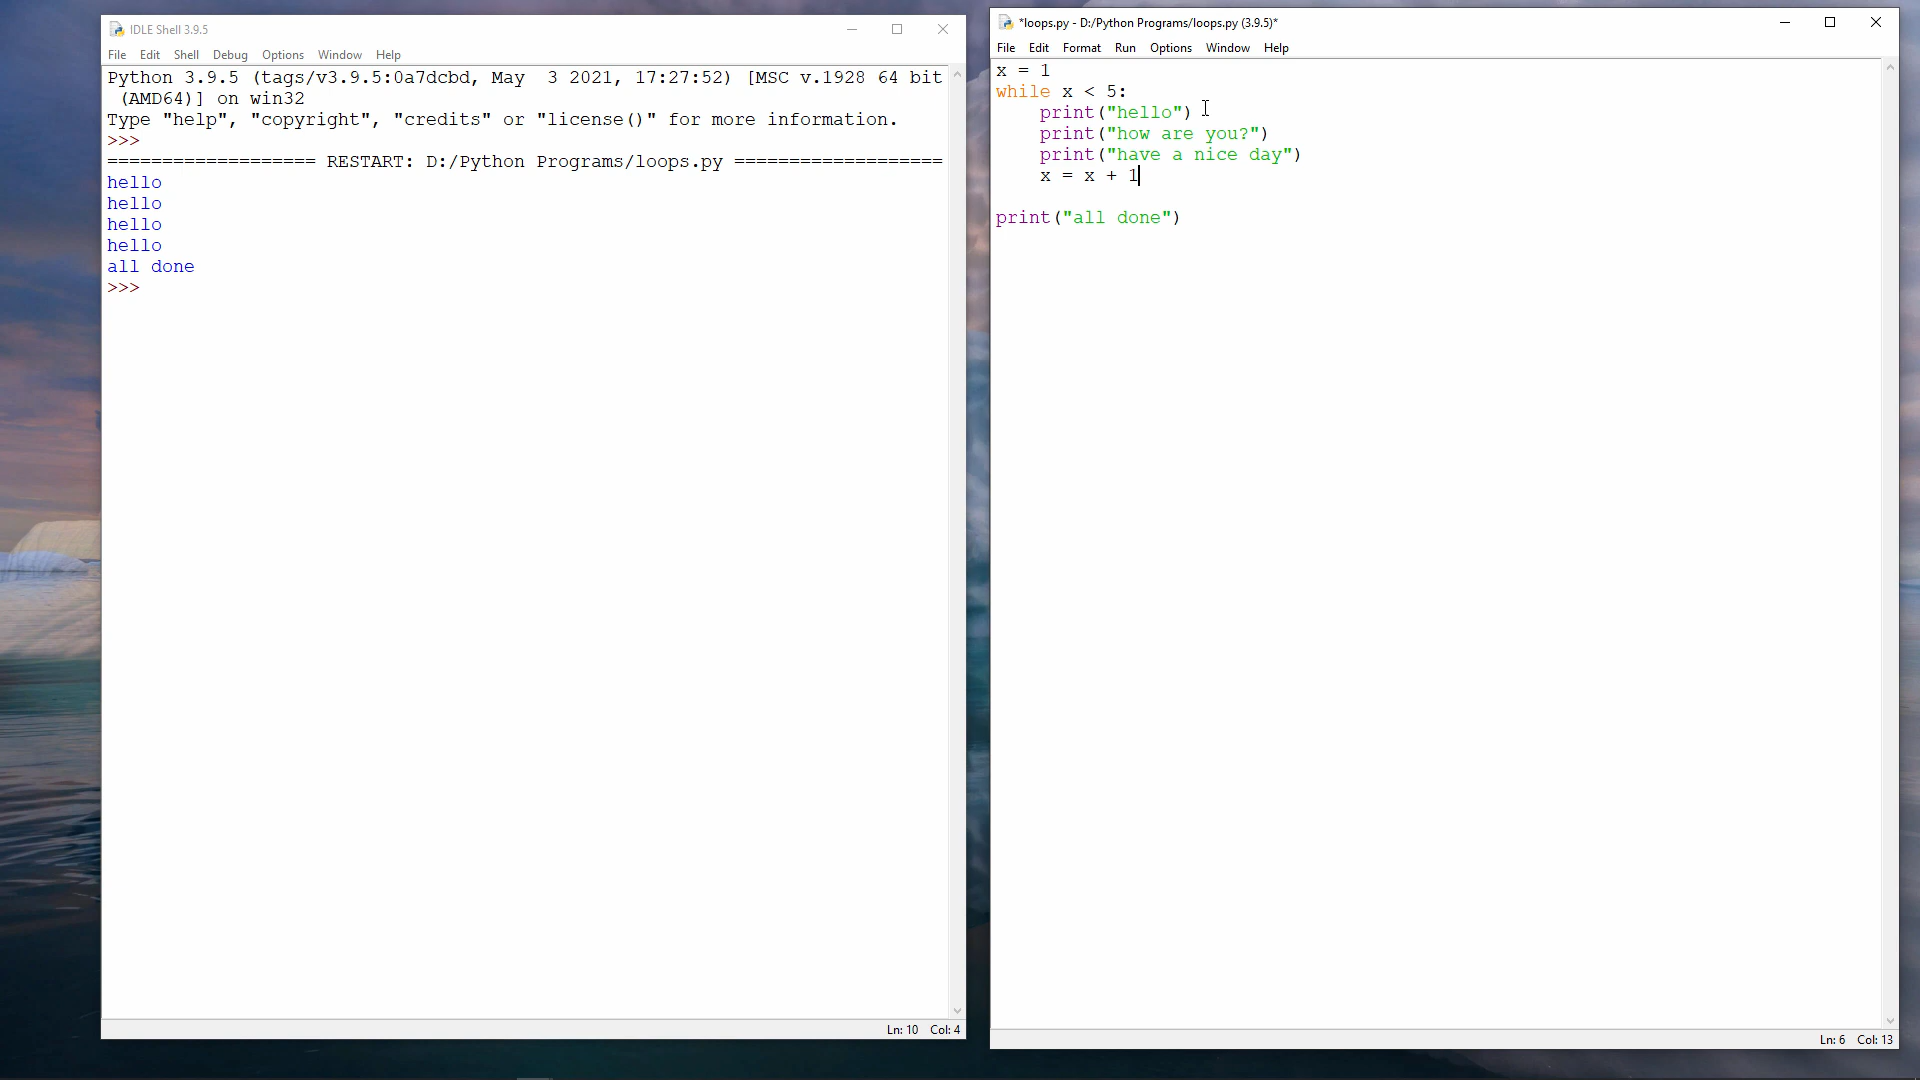 IDLE Shell 3.9.5
File Edit Shell Debug Options Window Help
Python 3.9.5 (tags/v3.9.5:0a7dcbd, May  3 2021, 17:27:52) [MSC v.1928 64 bit
 (AMD64)] on win32
Type "help", "copyright", "credits" or "license()" for more information.
>>>
=================== RESTART: D:/Python Programs/loops.py ===================
hello
hello
hello
hello
all done
>>>
Ln: 10 Col: 4
*loops.py - D:/Python Programs/loops.py (3.9.5)*
File Edit Format Run Options Window Help
x = 1
while x < 5:
    print("hello")
    print("how are you?")
    print("have a nice day")
    x = x + 1
print("all done")
Ln: 6 Col: 13